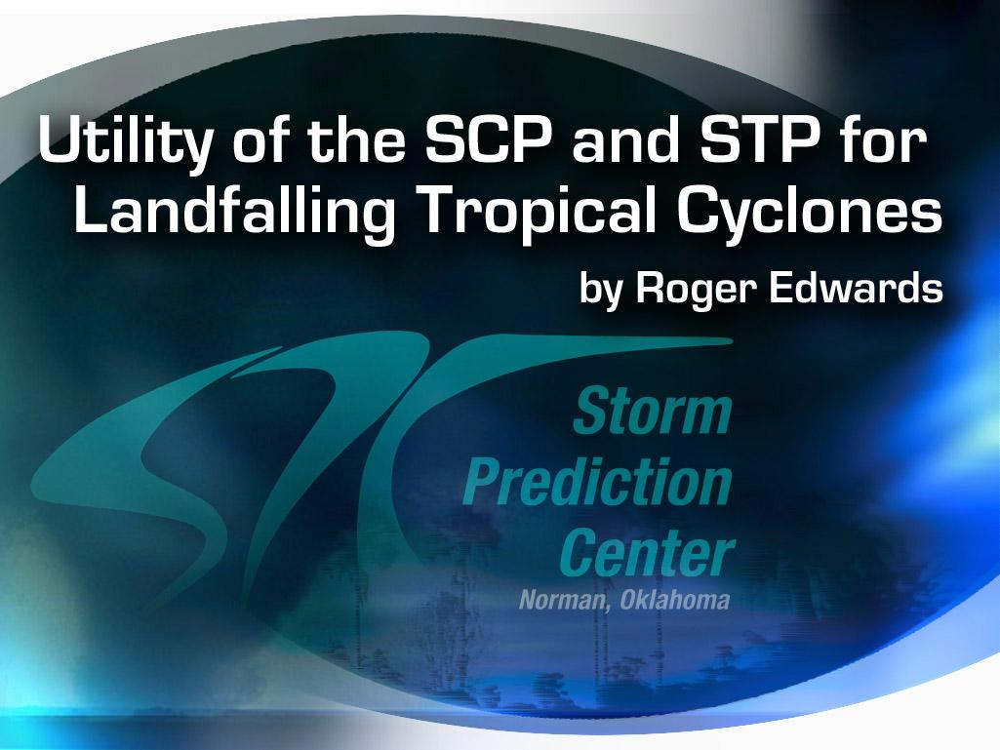 Utility of the SCP and STP for
Landfalling Tropical Cyclones
by Roger Edwards
Storm
Prediction
Center
Norman, Oklahoma